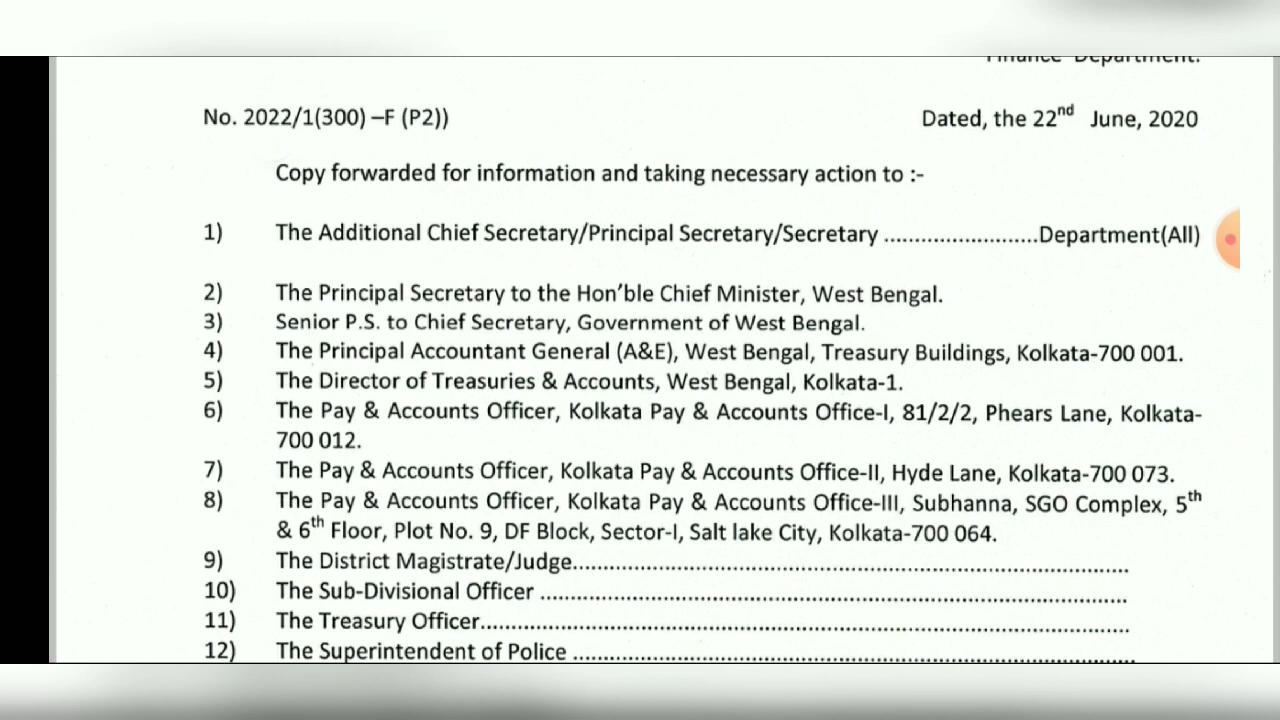 Finance Department.
No. 2022/1(300) –F (P2)) Dated, the 22nd June, 2020
Copy forwarded for information and taking necessary action to :-
1) The Additional Chief Secretary/Principal Secretary/Secretary ........................Department(All)
2) The Principal Secretary to the Hon’ble Chief Minister, West Bengal.
3) Senior P.S. to Chief Secretary, Government of West Bengal.
4) The Principal Accountant General (A&E), West Bengal, Treasury Buildings, Kolkata-700 001.
5) The Director of Treasuries & Accounts, West Bengal, Kolkata-1.
6) The Pay & Accounts Officer, Kolkata Pay & Accounts Office-I, 81/2/2, Phears Lane, Kolkata-
700 012.
7) The Pay & Accounts Officer, Kolkata Pay & Accounts Office-II, Hyde Lane, Kolkata-700 073.
8) The Pay & Accounts Officer, Kolkata Pay & Accounts Office-III, Subhanna, SGO Complex, 5th
& 6th Floor, Plot No. 9, DF Block, Sector-I, Salt lake City, Kolkata-700 064.
9) The District Magistrate/Judge....................................................................................
10) The Sub-Divisional Officer ...........................................................................................
11) The Treasury Officer....................................................................................................
12) The Superintendent of Police ......................................................................................